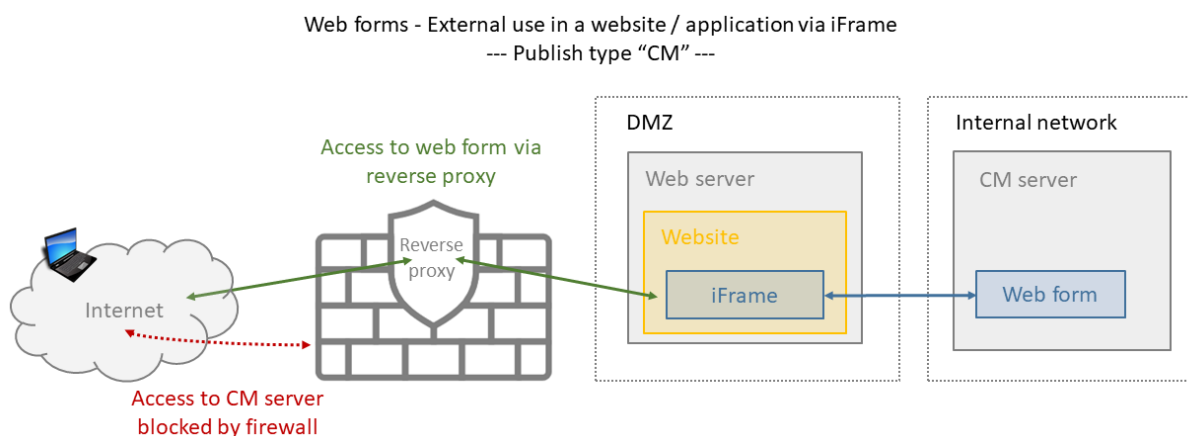 Web forms - External use in a website / application via iFrame
--- Publish type “CM” ---
DMZ
Internal network
Access to web form via
reverse proxy
Web server
CM server
Website
Reverse
proxy
iFrame
Web form
Internet
Access to CM server
blocked by firewall